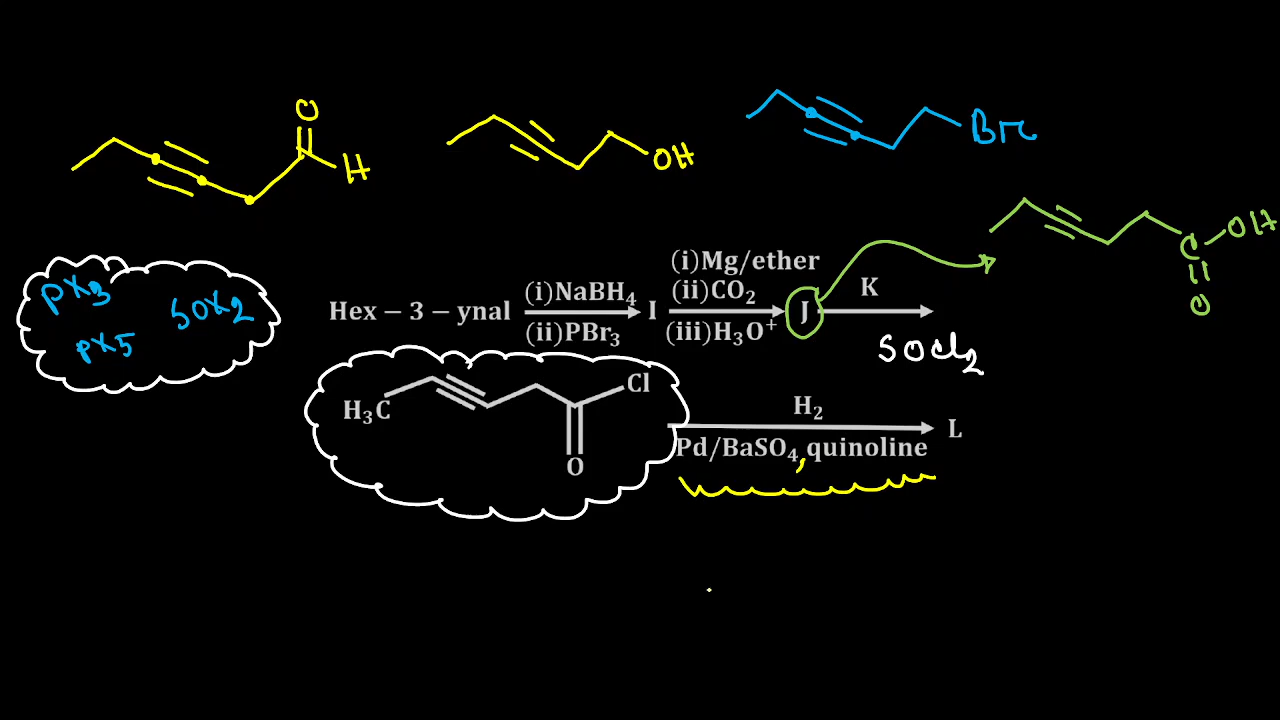 O
H
OH
Br
OH
C
O
PX3
SOX2
PX5
Hex − 3 − ynal (i)NaBH4 (ii)PBr3 I (i)Mg/ether (ii)CO2 (iii)H3O+ J K
SOCl2
H3C Cl
O
H2
Pd/BaSO4, quinoline L